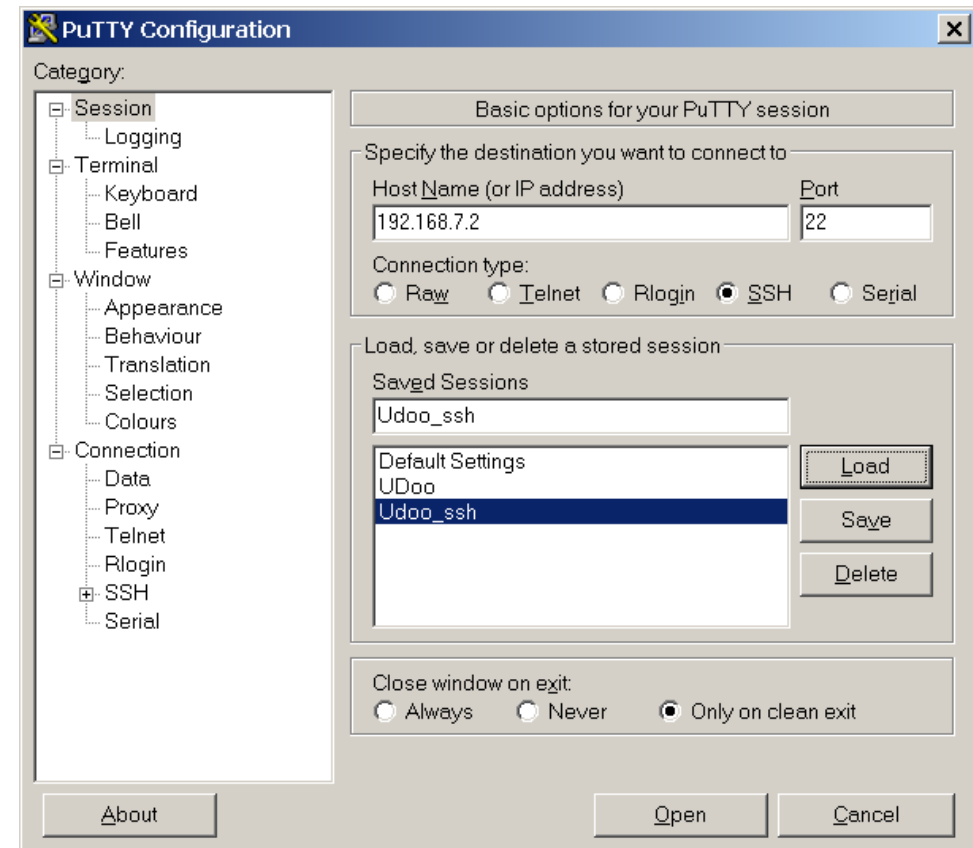 PuTTY Configuration
Category:
Session
Logging
Terminal
Keyboard
Bell
Features
Window
Appearance
Behaviour
Translation
Selection
Colours
Connection
Data
Proxy
Telnet
Rlogin
SSH
Serial
Basic options for your PuTTY session
Specify the destination you want to connect to
Host Name (or IP address) Port
192.168.7.2 22
Connection type:
Raw Telnet Rlogin SSH Serial
Load, save or delete a stored session
Saved Sessions
Udoo_ssh
Default Settings
UDoo
Udoo_ssh
Load
Save
Delete
Close window on exit:
Always Never Only on clean exit
About Open Cancel